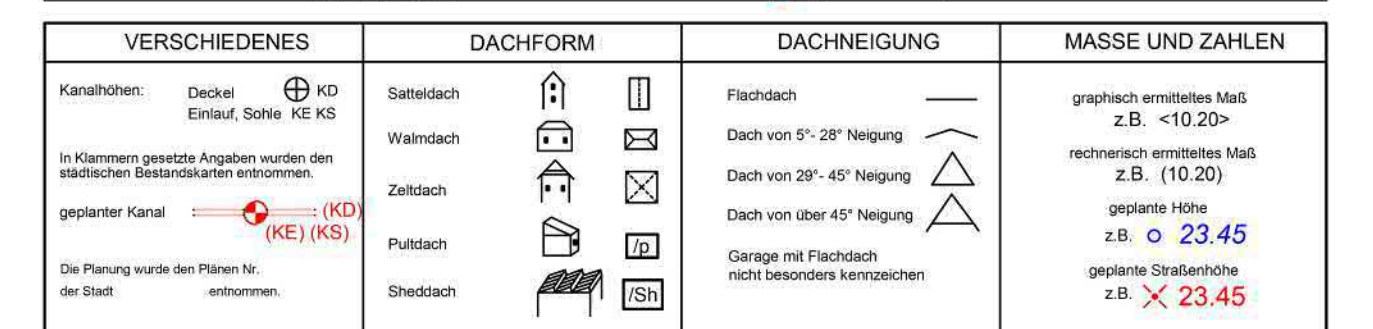 VERSCHIEDENES
Kanalhöhen: Deckel KD
Einlauf, Sohle KE KS
In Klammern gesetzte Angaben wurden den
städtischen Bestandskarten entnommen.
geplanter Kanal (KD)
(KE) (KS)
Die Planung wurde den Plänen Nr.
der Stadt entnommen.
DACHFORM
Satteldach
Walmdach
Zeltdach
Pultdach /p
Sheddach /Sh
DACHNEIGUNG
Flachdach
Dach von 5°- 28° Neigung
Dach von 29°- 45° Neigung
Dach von über 45° Neigung
Garage mit Flachdach
nicht besonders kennzeichen
MASSE UND ZAHLEN
graphisch ermitteltes Maß
z.B. <10.20>
rechnerisch ermitteltes Maß
z.B. (10.20)
geplante Höhe
z.B. 23.45
geplante Straßenhöhe
z.B. 23.45